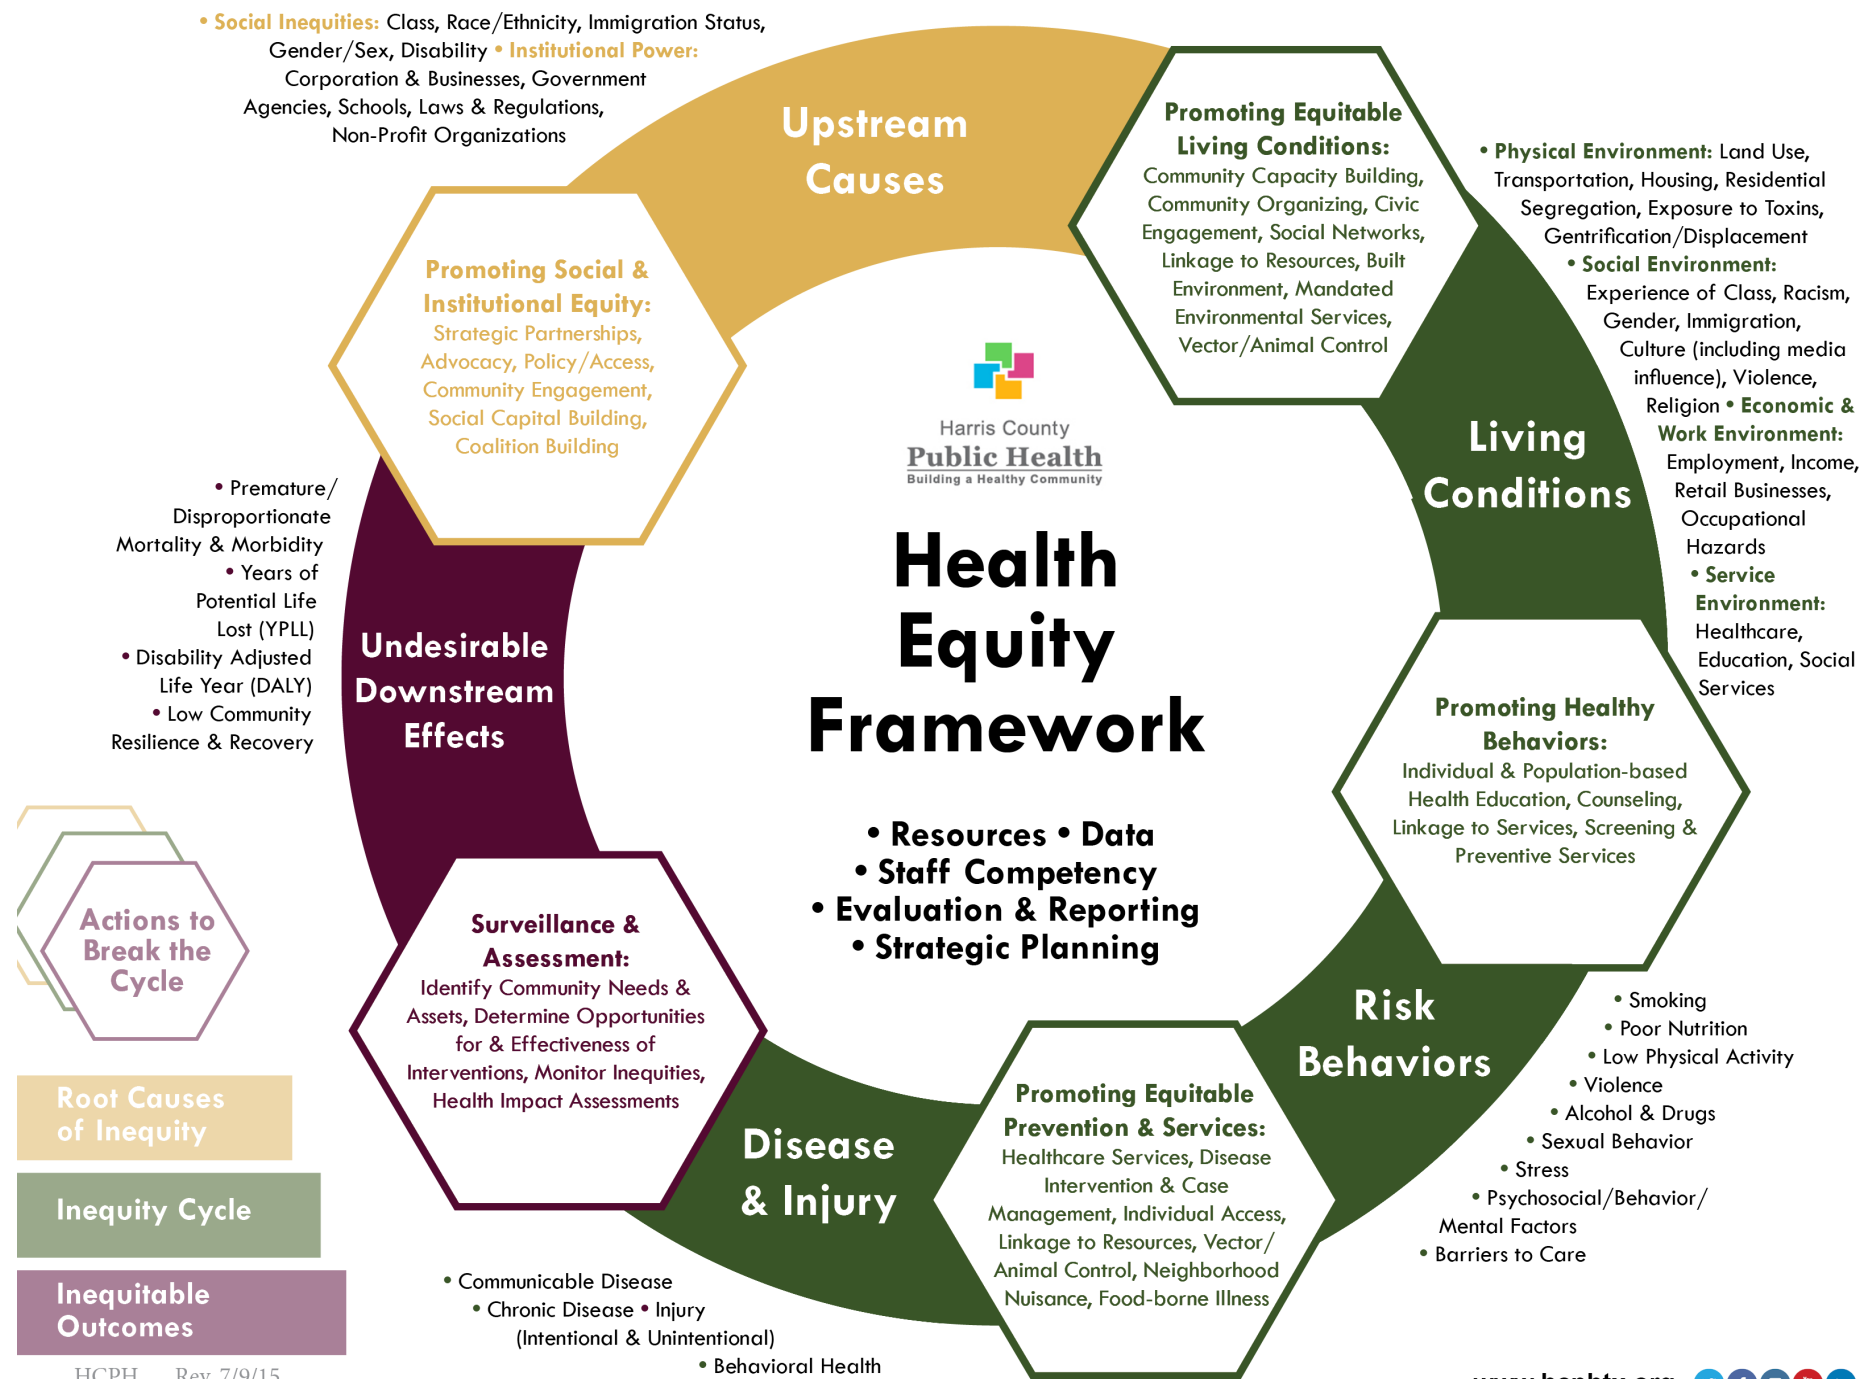 • Social Inequities: Class, Race/Ethnicity, Immigration Status,
Gender/Sex, Disability • Institutional Power:
Corporation & Businesses, Government
Agencies, Schools, Laws & Regulations,
Non-Profit Organizations
Upstream
Causes
Promoting Equitable
Living Conditions:
Community Capacity Building,
Community Organizing, Civic
Engagement, Social Networks,
Linkage to Resources, Built
Environment, Mandated
Environmental Services,
Vector/Animal Control
• Physical Environment: Land Use,
Transportation, Housing, Residential
Segregation, Exposure to Toxins,
Gentrification/Displacement
• Social Environment:
Experience of Class, Racism,
Gender, Immigration,
Culture (including media
influence), Violence,
Religion • Economic &
Work Environment:
Employment, Income,
Retail Businesses,
Occupational
Hazards
• Service
Environment:
Healthcare,
Education, Social
Services
Promoting Social &
Institutional Equity:
Strategic Partnerships,
Advocacy, Policy/Access,
Community Engagement,
Social Capital Building,
Coalition Building
Harris County
Public Health
Building a Healthy Community
Living
Conditions
Health
Equity
Framework
• Resources • Data
• Staff Competency
• Evaluation & Reporting
• Strategic Planning
• Premature/
Disproportionate
Mortality & Morbidity
• Years of
Potential Life
Lost (YPLL)
• Disability Adjusted
Life Year (DALY)
• Low Community
Resilience & Recovery
Undesirable
Downstream
Effects
Promoting Healthy
Behaviors:
Individual & Population-based
Health Education, Counseling,
Linkage to Services, Screening &
Preventive Services
Actions to
Break the
Cycle
Surveillance &
Assessment:
Identify Community Needs &
Assets, Determine Opportunities
for & Effectiveness of
Interventions, Monitor Inequities,
Health Impact Assessments
Risk
Behaviors
• Smoking
• Poor Nutrition
• Low Physical Activity
• Violence
• Alcohol & Drugs
• Sexual Behavior
• Stress
• Psychosocial/Behavior/
Mental Factors
• Barriers to Care
Promoting Equitable
Prevention & Services:
Healthcare Services, Disease
Intervention & Case
Management, Individual Access,
Linkage to Resources, Vector/
Animal Control, Neighborhood
Nuisance, Food-borne Illness
Disease
& Injury
• Communicable Disease
• Chronic Disease • Injury
(Intentional & Unintentional)
• Behavioral Health
Root Causes
of Inequity
Inequity Cycle
Inequitable
Outcomes
HCPH Rev. 7/9/15